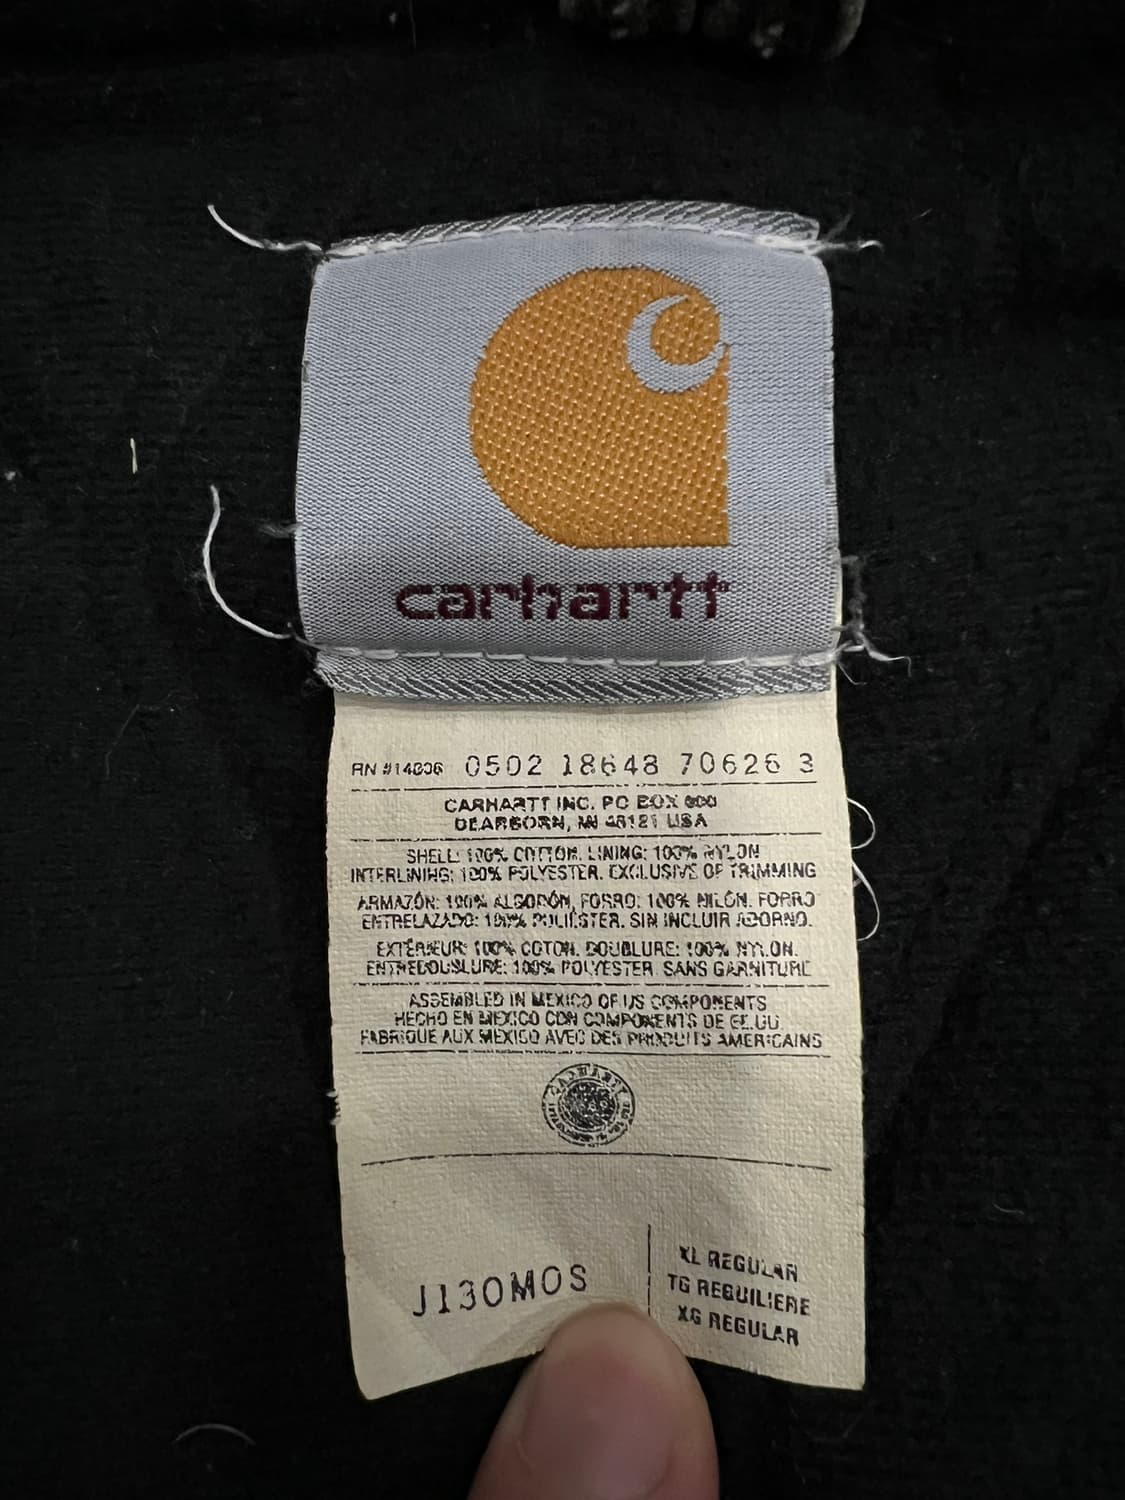 carhartt
RN #14806 0502 18648 70626 3
CARHARTT INC. PO BOX 600
DEARBORN, MI 48121 USA
SHELL: 100% COTTON. LINING: 100% NYLON
INTERLINING: 100% POLYESTER. EXCLUSIVE OF TRIMMING
ARMAZÓN: 100% ALGODÓN, FORRO: 100% NILÓN. FORRO
ENTRELAZADO: 100% POLIÉSTER. SIN INCLUIR ADORNO.
EXTÉRIEUR: 100% COTON. DOUBLURE: 100% NYLON.
ENTREDOUBLURE: 100% POLYESTER. SANS GARNITURE
ASSEMBLED IN MEXICO OF US COMPONENTS
HECHO EN MEXICO CON COMPONENTS DE EE.UU.
FABRIQUE AUX MEXIQO AVEC DES PRODUITS AMERICAINS
CARHARTT
J130MOS
XL REGULAR
TG REGUILIERE
XG REGULAR